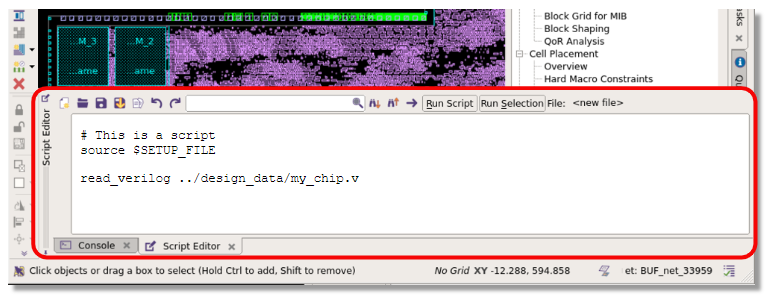 ...M_3
...M_2
...ame
...ame
Block Grid for MIB
Block Shaping
QoR Analysis
Cell Placement
Overview
Hard Macro Constraints
Script Editor
Run Script
Run Selection
File:
<new file>
# This is a script
source $SETUP_FILE
read_verilog ../design_data/my_chip.v
Console
Script Editor
Click objects or drag a box to select (Hold Ctrl to add, Shift to remove)
No Grid
XY -12.288, 594.858
et: BUF_net_33959